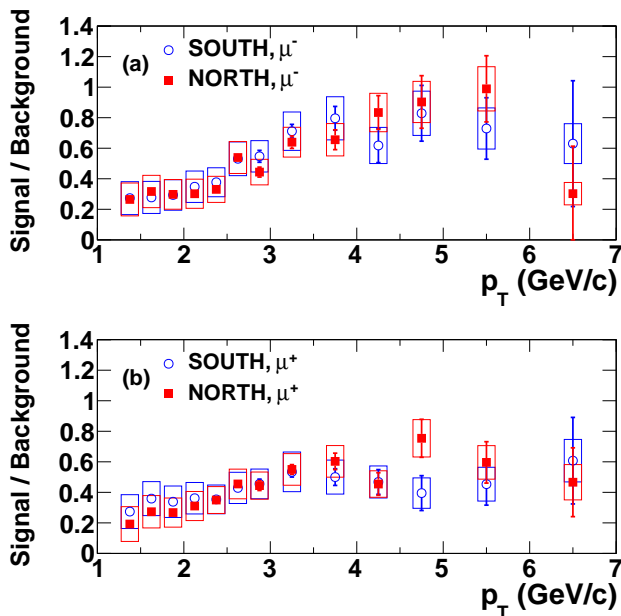 Signal / Background
1.4
1.2
1
0.8
0.6
0.4
0.2
0
(a)
SOUTH, μ-
NORTH, μ-
1 2 3 4 5 6 7
p_T (GeV/c)
Signal / Background
1.4
1.2
1
0.8
0.6
0.4
0.2
0
(b)
SOUTH, μ+
NORTH, μ+
1 2 3 4 5 6 7
p_T (GeV/c)